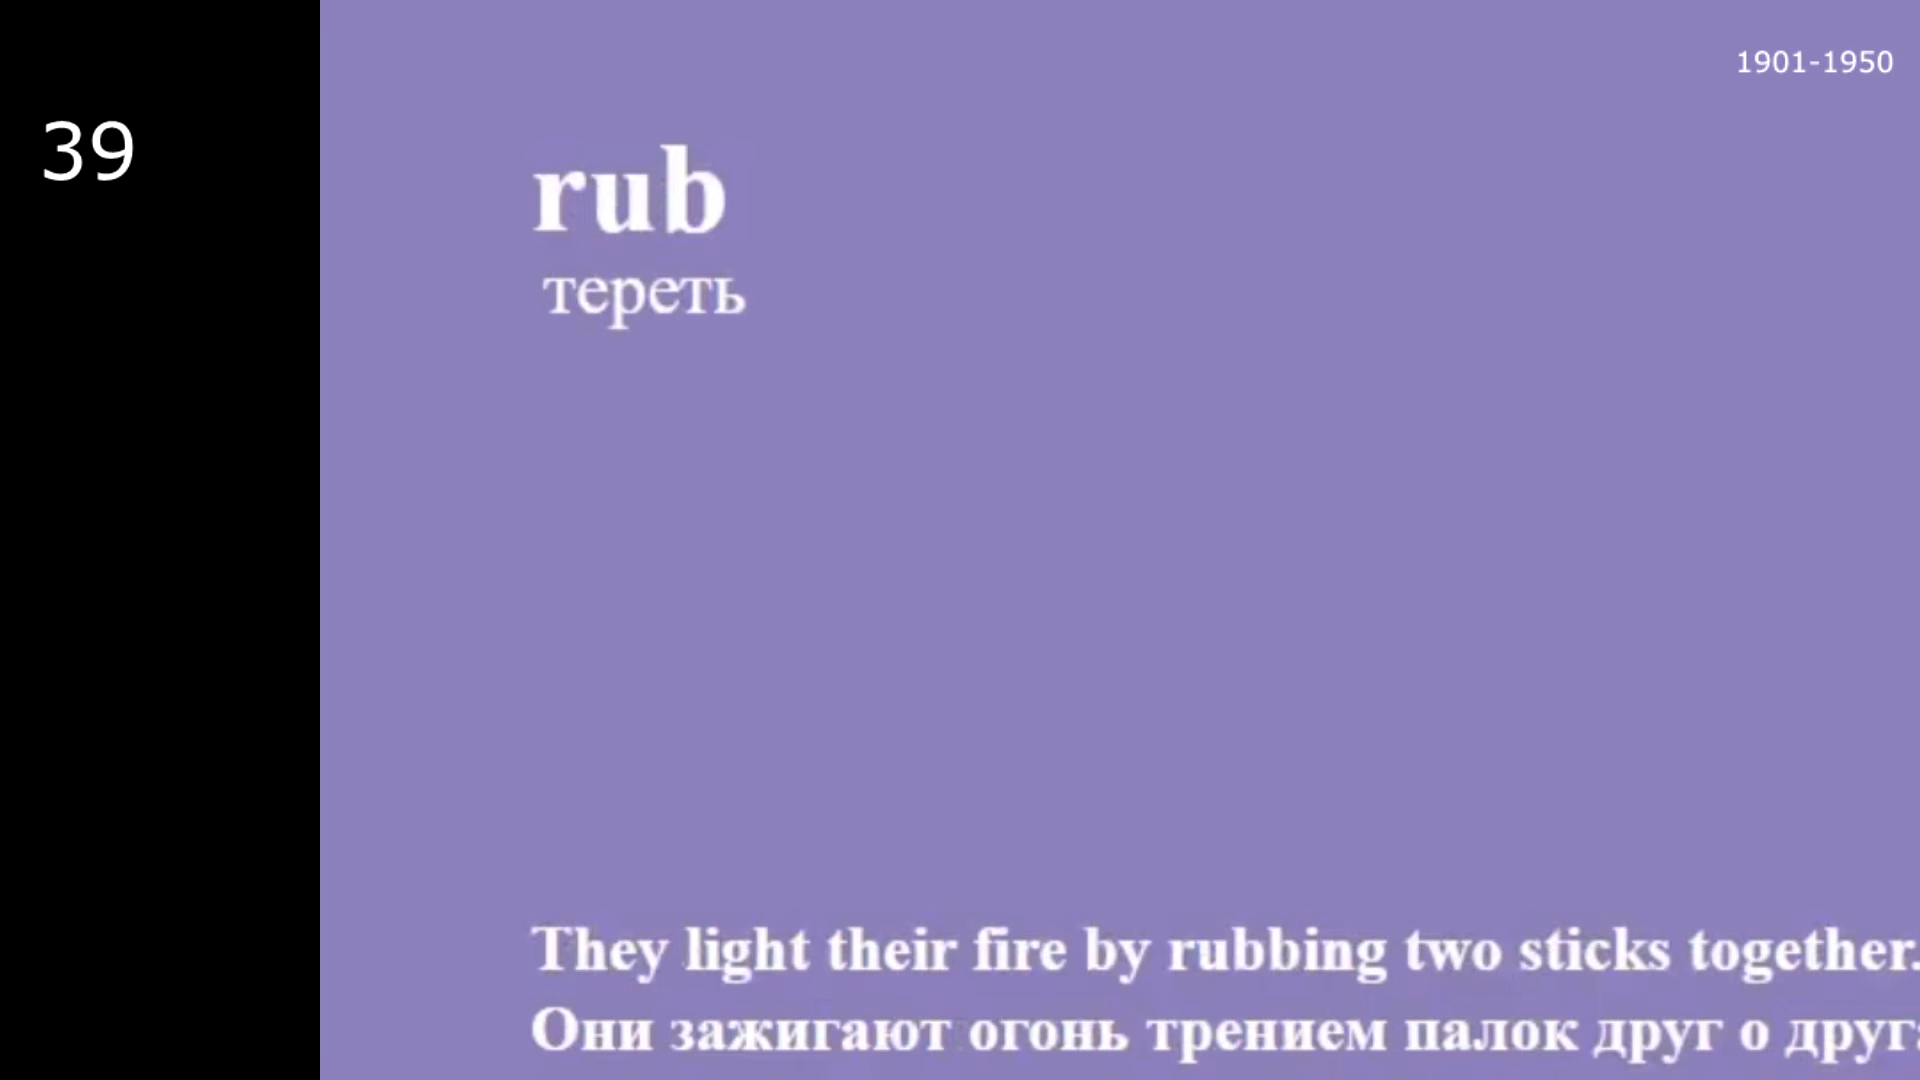 1901-1950
39
rub
тереть
They light their fire by rubbing two sticks together.
Они зажигают огонь трением палок друг о